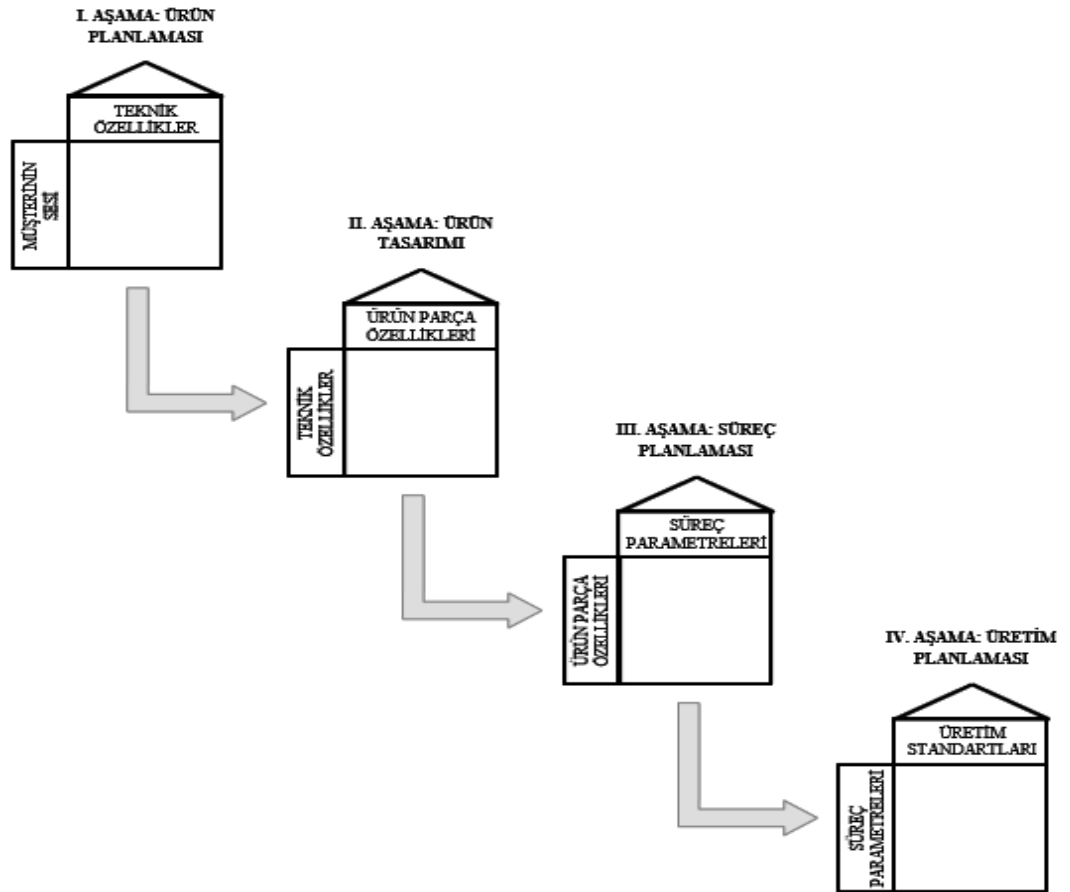 I. AŞAMA: ÜRÜN
PLANLAMASI
TEKNİK
ÖZELLİKLER
MÜŞTERİNİN
SESİ
II. AŞAMA: ÜRÜN
TASARIMI
ÜRÜN PARÇA
ÖZELLİKLERİ
TEKNİK
ÖZELLİKLER
III. AŞAMA: SÜREÇ
PLANLAMASI
SÜREÇ
PARAMETRELERİ
ÜRÜN PARÇA
ÖZELLİKLERİ
IV. AŞAMA: ÜRETİM
PLANLAMASI
ÜRETİM
STANDARTLARI
SÜREÇ
PARAMETRELERİ